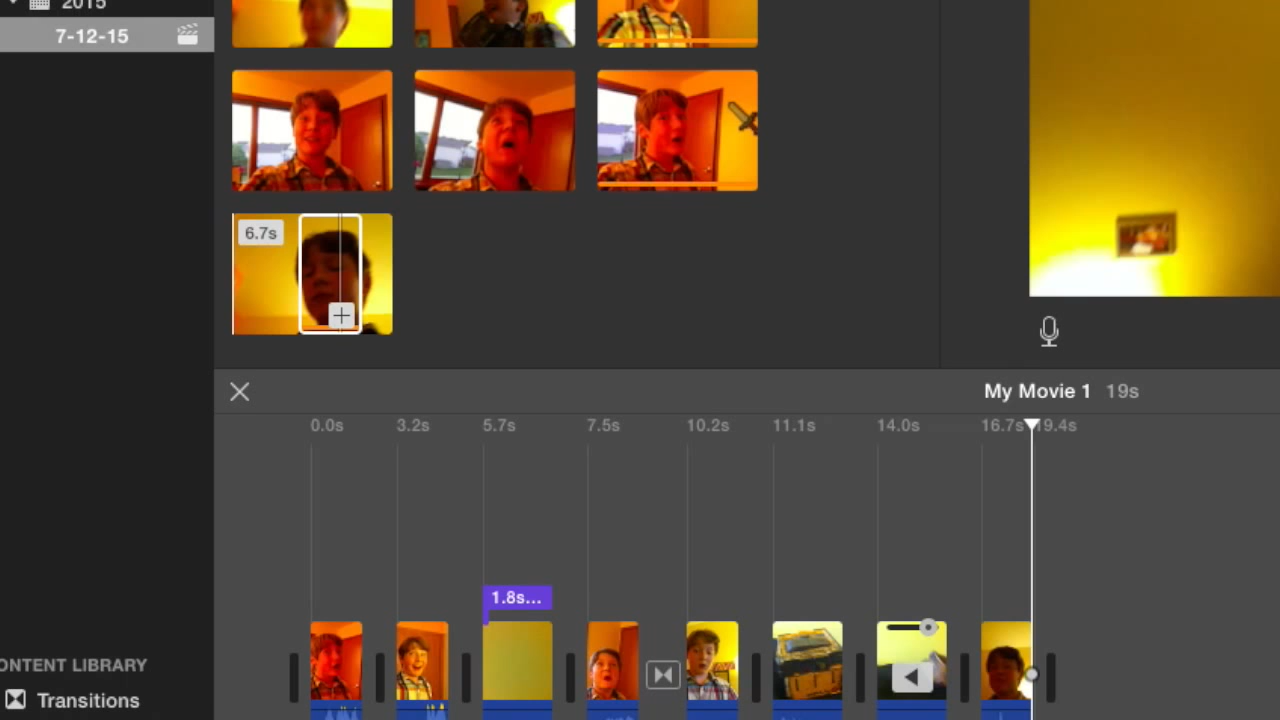 2015
7-12-15
6.7s
My Movie 1 19s
0.0s 3.2s 5.7s 7.5s 10.2s 11.1s 14.0s 16.7s 19.4s
1.8s...
ONTENT LIBRARY
Transitions